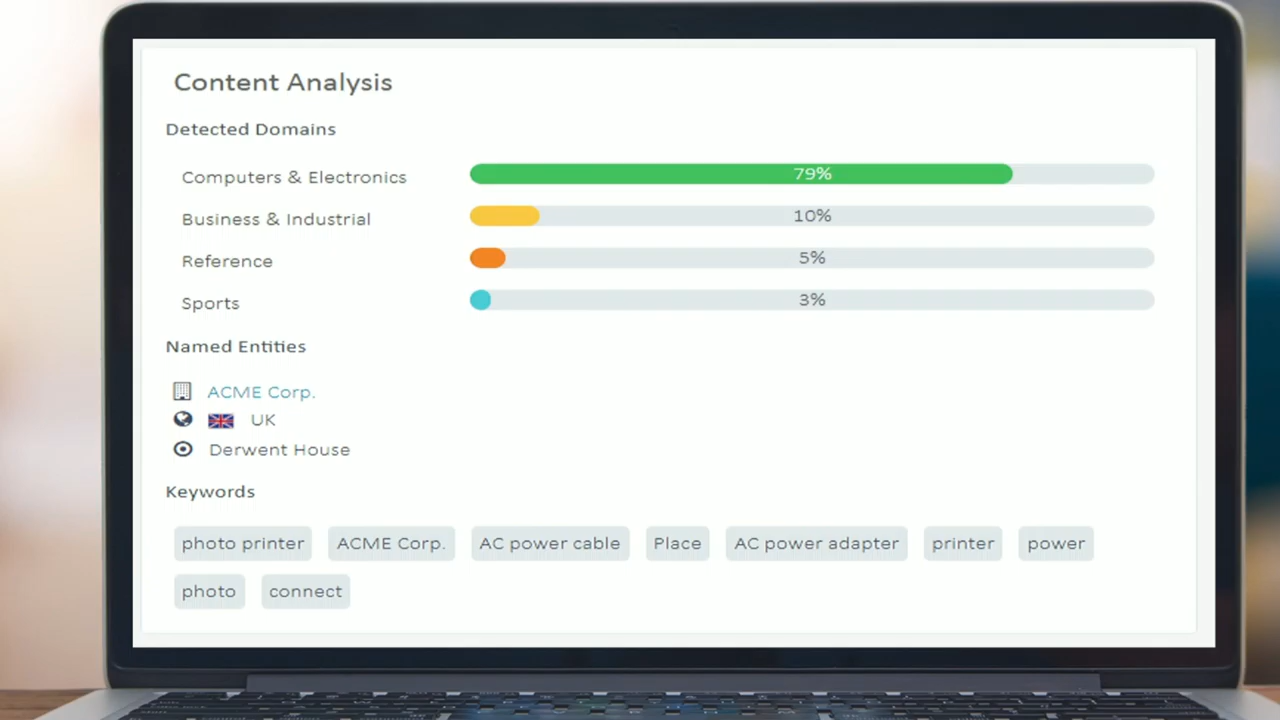 Content Analysis
Detected Domains
Computers & Electronics 79%
Business & Industrial 10%
Reference 5%
Sports 3%
Named Entities
ACME Corp.
UK
Derwent House
Keywords
photo printer ACME Corp. AC power cable Place AC power adapter printer power
photo connect